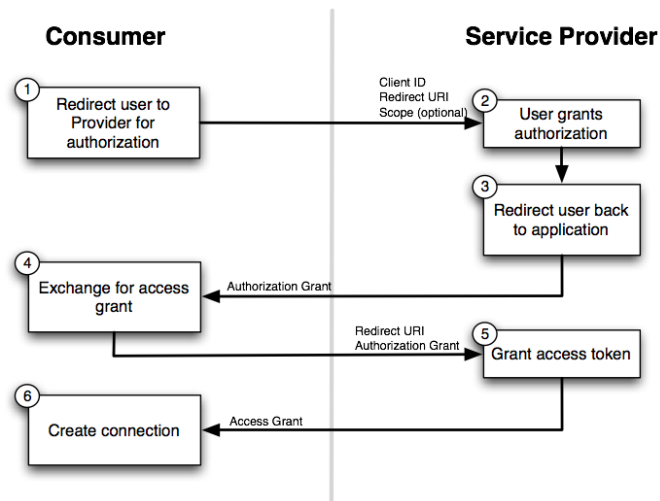 Consumer
Service Provider
1
Redirect user to
Provider for
authorization
Client ID
Redirect URI
Scope (optional)
2
User grants
authorization
3
Redirect user back
to application
4
Exchange for access
grant
Authorization Grant
Redirect URI
Authorization Grant
5
Grant access token
6
Create connection
Access Grant